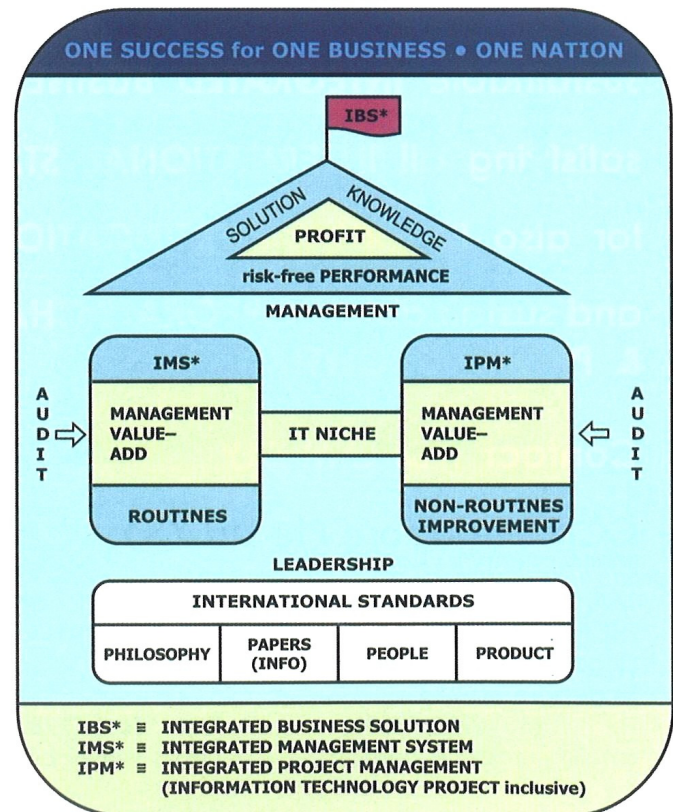 ONE SUCCESS for ONE BUSINESS • ONE NATION
IBS*
SOLUTION
KNOWLEDGE
PROFIT
risk-free PERFORMANCE
MANAGEMENT
AUDIT
IMS*
MANAGEMENT
VALUE–
ADD
ROUTINES
IT NICHE
IPM*
MANAGEMENT
VALUE–
ADD
NON-ROUTINES
IMPROVEMENT
AUDIT
LEADERSHIP
INTERNATIONAL STANDARDS
PHILOSOPHY
PAPERS
(INFO)
PEOPLE
PRODUCT
IBS* ≡ INTEGRATED BUSINESS SOLUTION
IMS* ≡ INTEGRATED MANAGEMENT SYSTEM
IPM* ≡ INTEGRATED PROJECT MANAGEMENT
(INFORMATION TECHNOLOGY PROJECT inclusive)